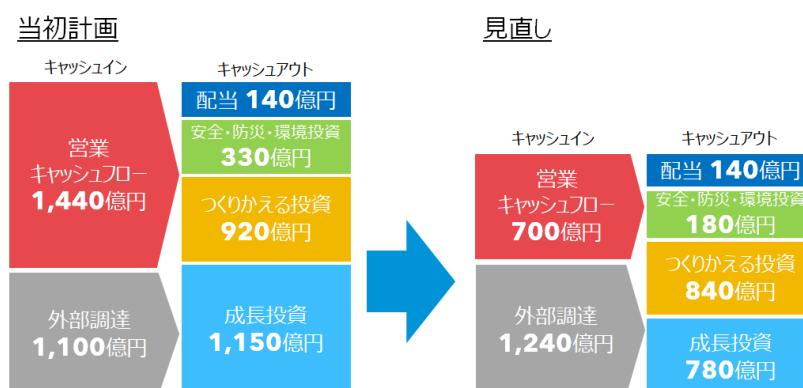 当初計画
キャッシュイン
キャッシュアウト
営業
キャッシュフロー
1,440億円
外部調達
1,100億円
配当 140億円
安全・防災・環境投資
330億円
つくりかえる投資
920億円
成長投資
1,150億円
見直し
キャッシュイン
キャッシュアウト
営業
キャッシュフロー
700億円
外部調達
1,240億円
配当 140億円
安全・防災・環境投資
180億円
つくりかえる投資
840億円
成長投資
780億円